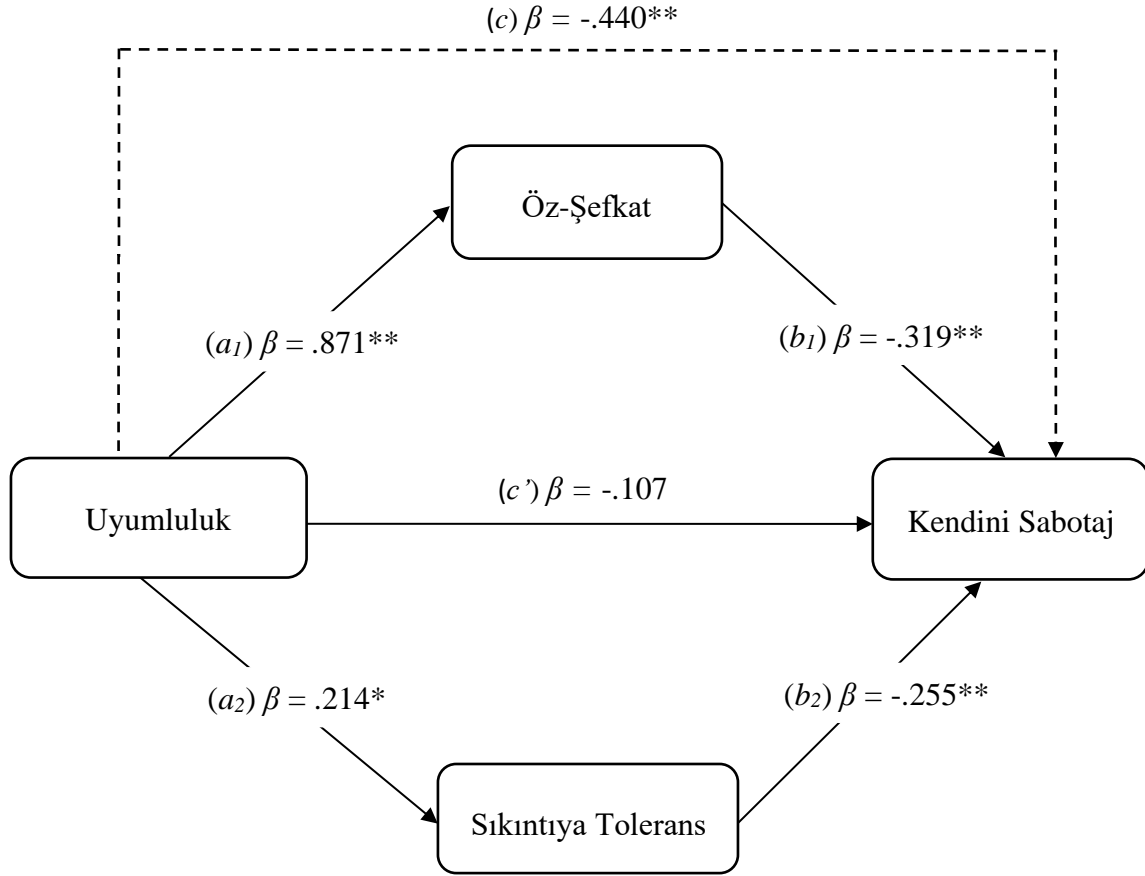 (c) β = -.440**
Öz-Şefkat
(a1) β = .871**
(b1) β = -.319**
(c’) β = -.107
Uyumluluk
Kendini Sabotaj
(a2) β = .214*
(b2) β = -.255**
Sıkıntıya Tolerans